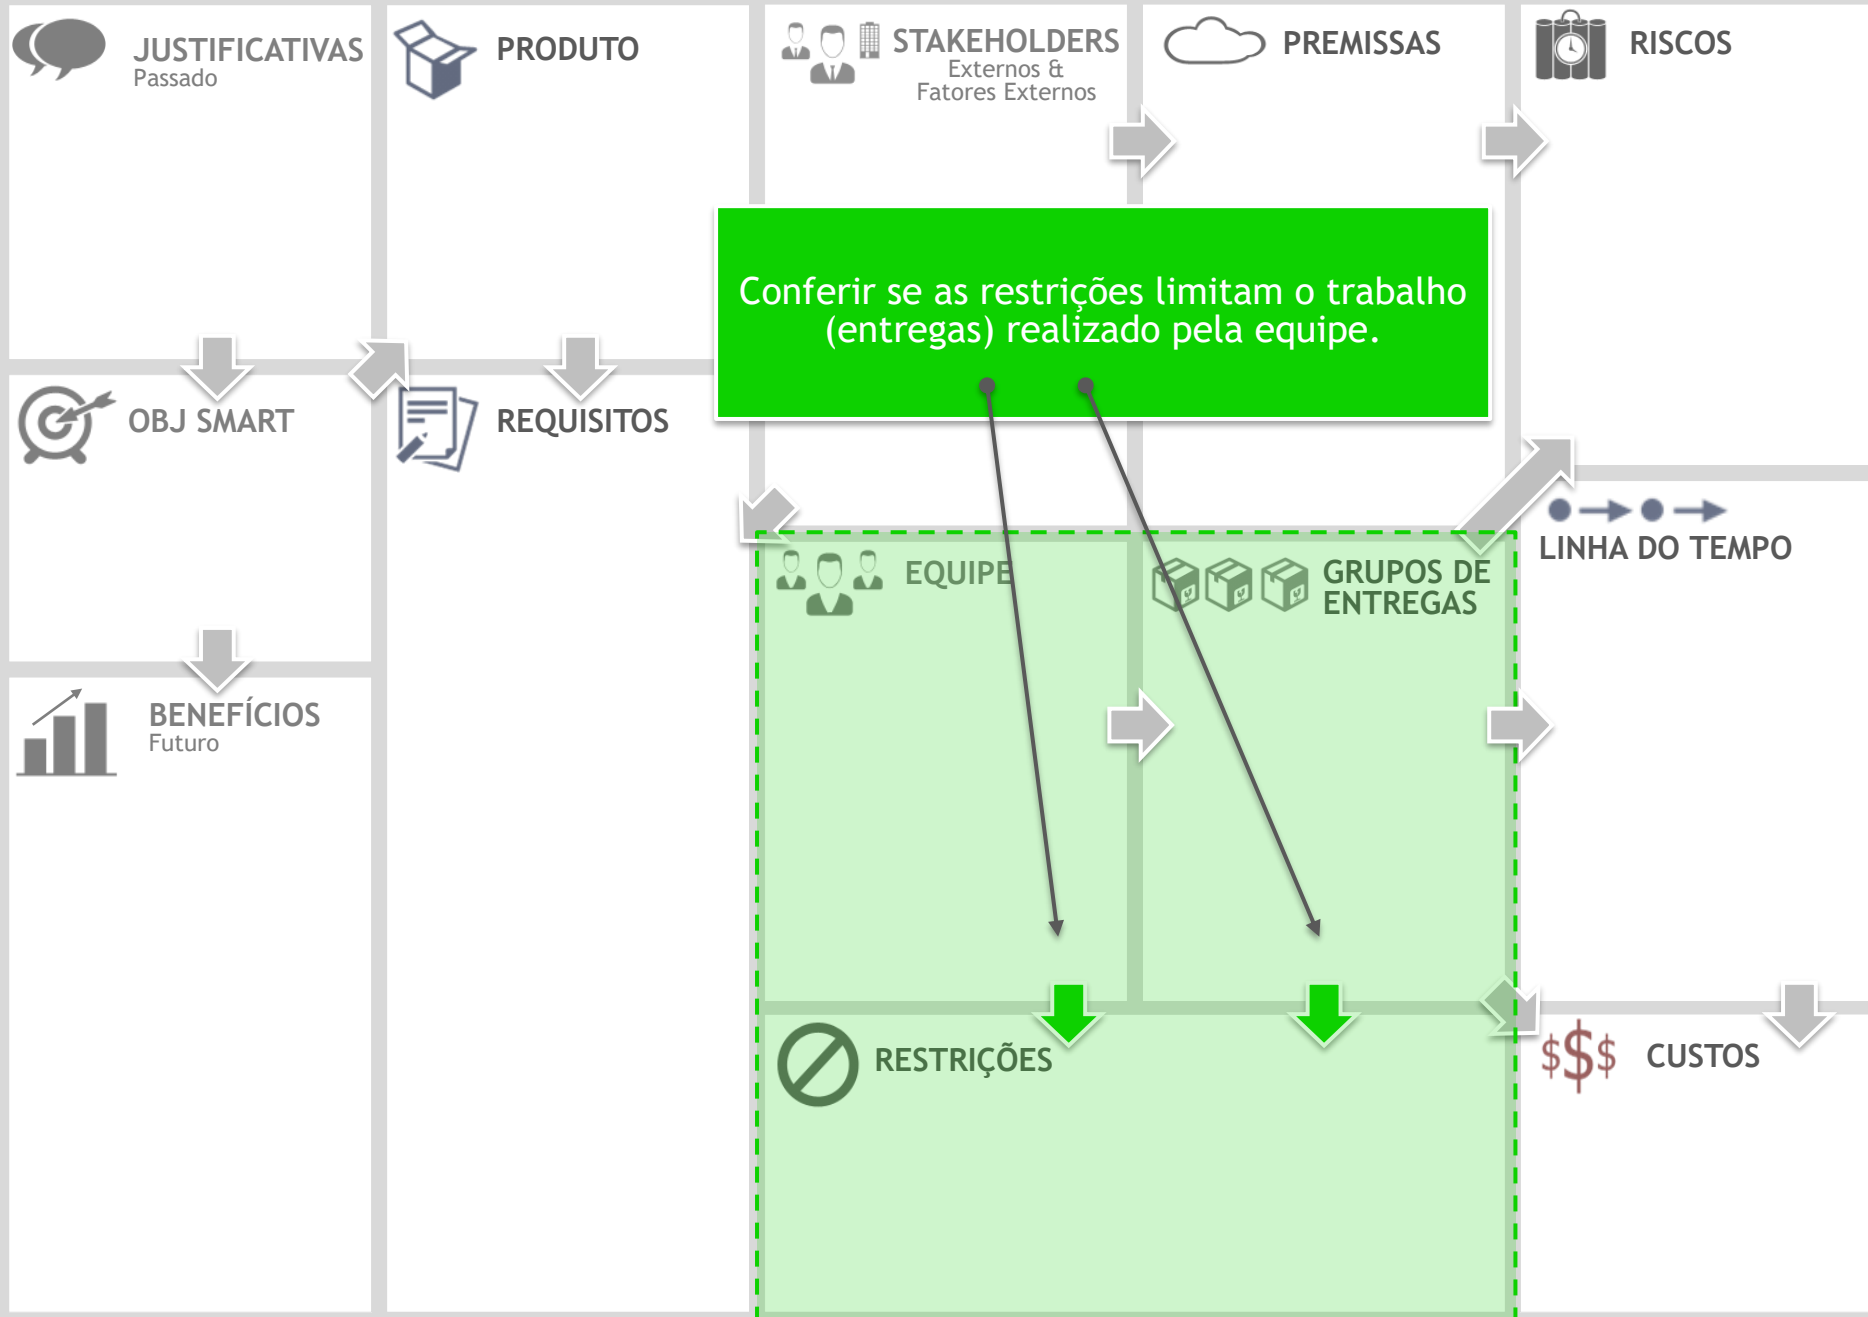 JUSTIFICATIVAS
Passado
PRODUTO
STAKEHOLDERS
Externos &
Fatores Externos
PREMISSAS
RISCOS
Conferir se as restrições limitam o trabalho
(entregas) realizado pela equipe.
OBJ SMART
REQUISITOS
EQUIPE
GRUPOS DE
ENTREGAS
LINHA DO TEMPO
BENEFÍCIOS
Futuro
RESTRIÇÕES
$$$ CUSTOS